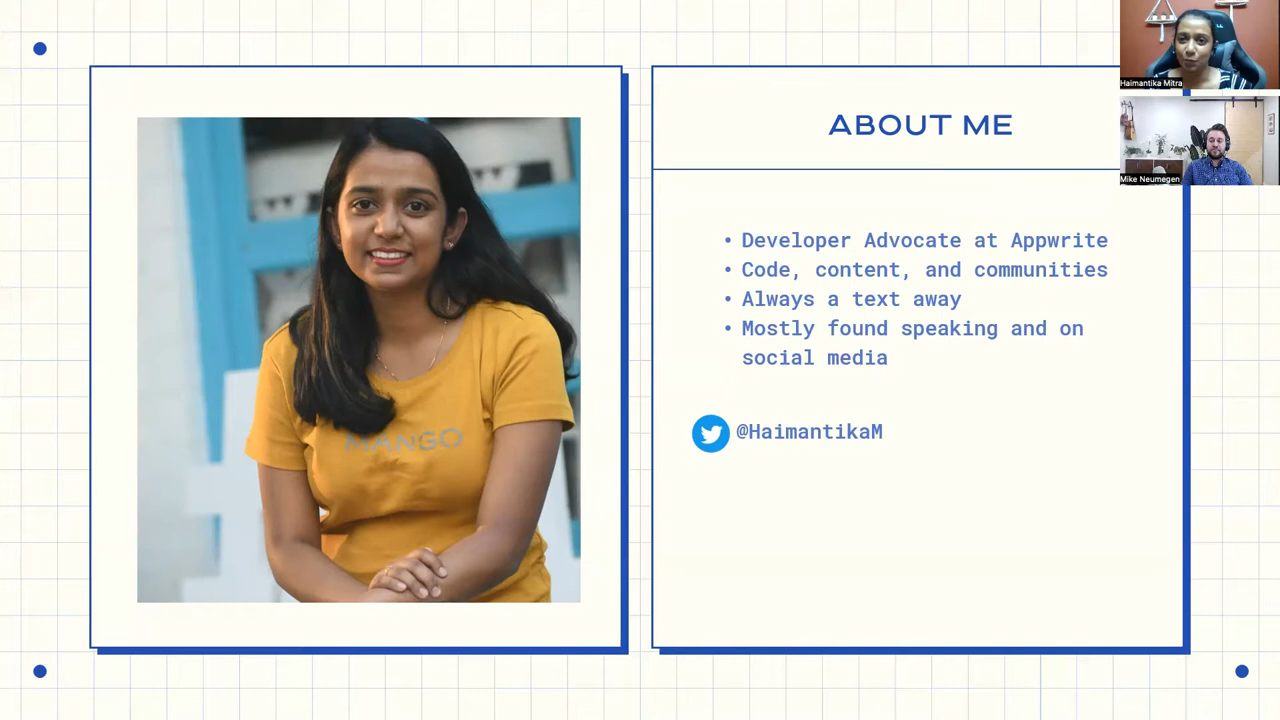 ABOUT ME
• Developer Advocate at Appwrite
• Code, content, and communities
• Always a text away
• Mostly found speaking and on
social media
@HaimantikaM
MANGO
Haimantika Mitra
Mike Neumegen